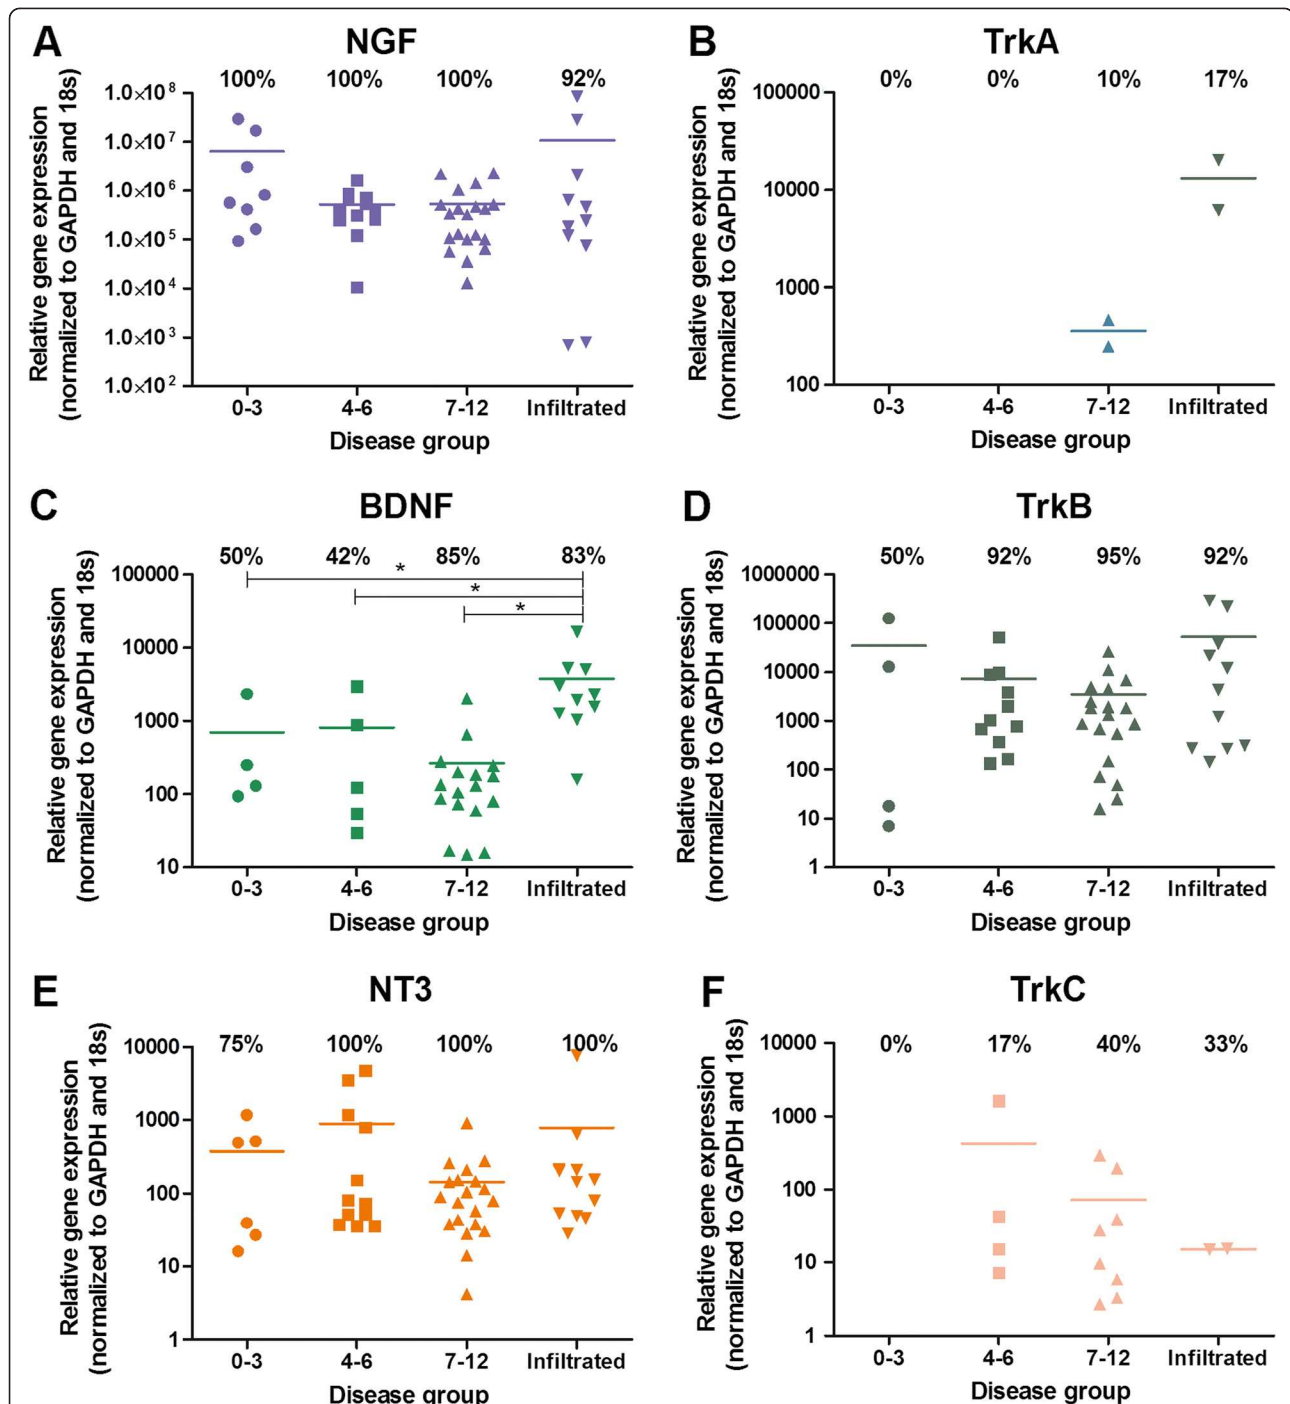 A
NGF
100% 100% 100% 92%
Relative gene expression
(normalized to GAPDH and 18s)
1.0×10⁸
1.0×10⁷
1.0×10⁶
1.0×10⁵
1.0×10⁴
1.0×10³
1.0×10²
0-3 4-6 7-12 Infiltrated
Disease group
B
TrkA
0% 0% 10% 17%
Relative gene expression
(normalized to GAPDH and 18s)
100000
10000
1000
100
0-3 4-6 7-12 Infiltrated
Disease group
C
BDNF
50% 42% 85% 83%
Relative gene expression
(normalized to GAPDH and 18s)
100000
10000
1000
100
10
*
*
*
0-3 4-6 7-12 Infiltrated
Disease group
D
TrkB
50% 92% 95% 92%
Relative gene expression
(normalized to GAPDH and 18s)
1000000
100000
10000
1000
100
10
1
0-3 4-6 7-12 Infiltrated
Disease group
E
NT3
75% 100% 100% 100%
Relative gene expression
(normalized to GAPDH and 18s)
10000
1000
100
10
1
0-3 4-6 7-12 Infiltrated
Disease group
F
TrkC
0% 17% 40% 33%
Relative gene expression
(normalized to GAPDH and 18s)
10000
1000
100
10
1
0-3 4-6 7-12 Infiltrated
Disease group